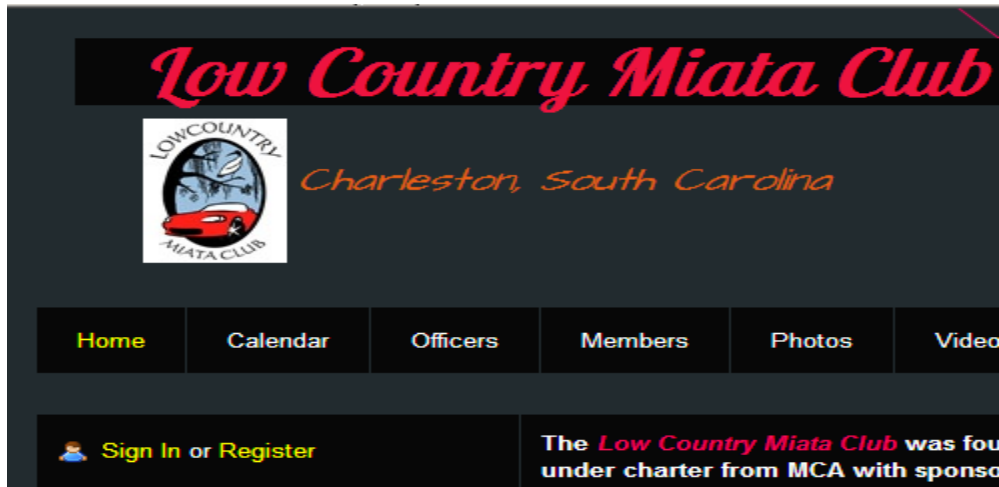 Low Country Miata Club
LOWCOUNTRY
MIATA CLUB
Charleston, South Carolina
Home Calendar Officers Members Photos Video
Sign In or Register
The Low Country Miata Club was fou
under charter from MCA with sponso